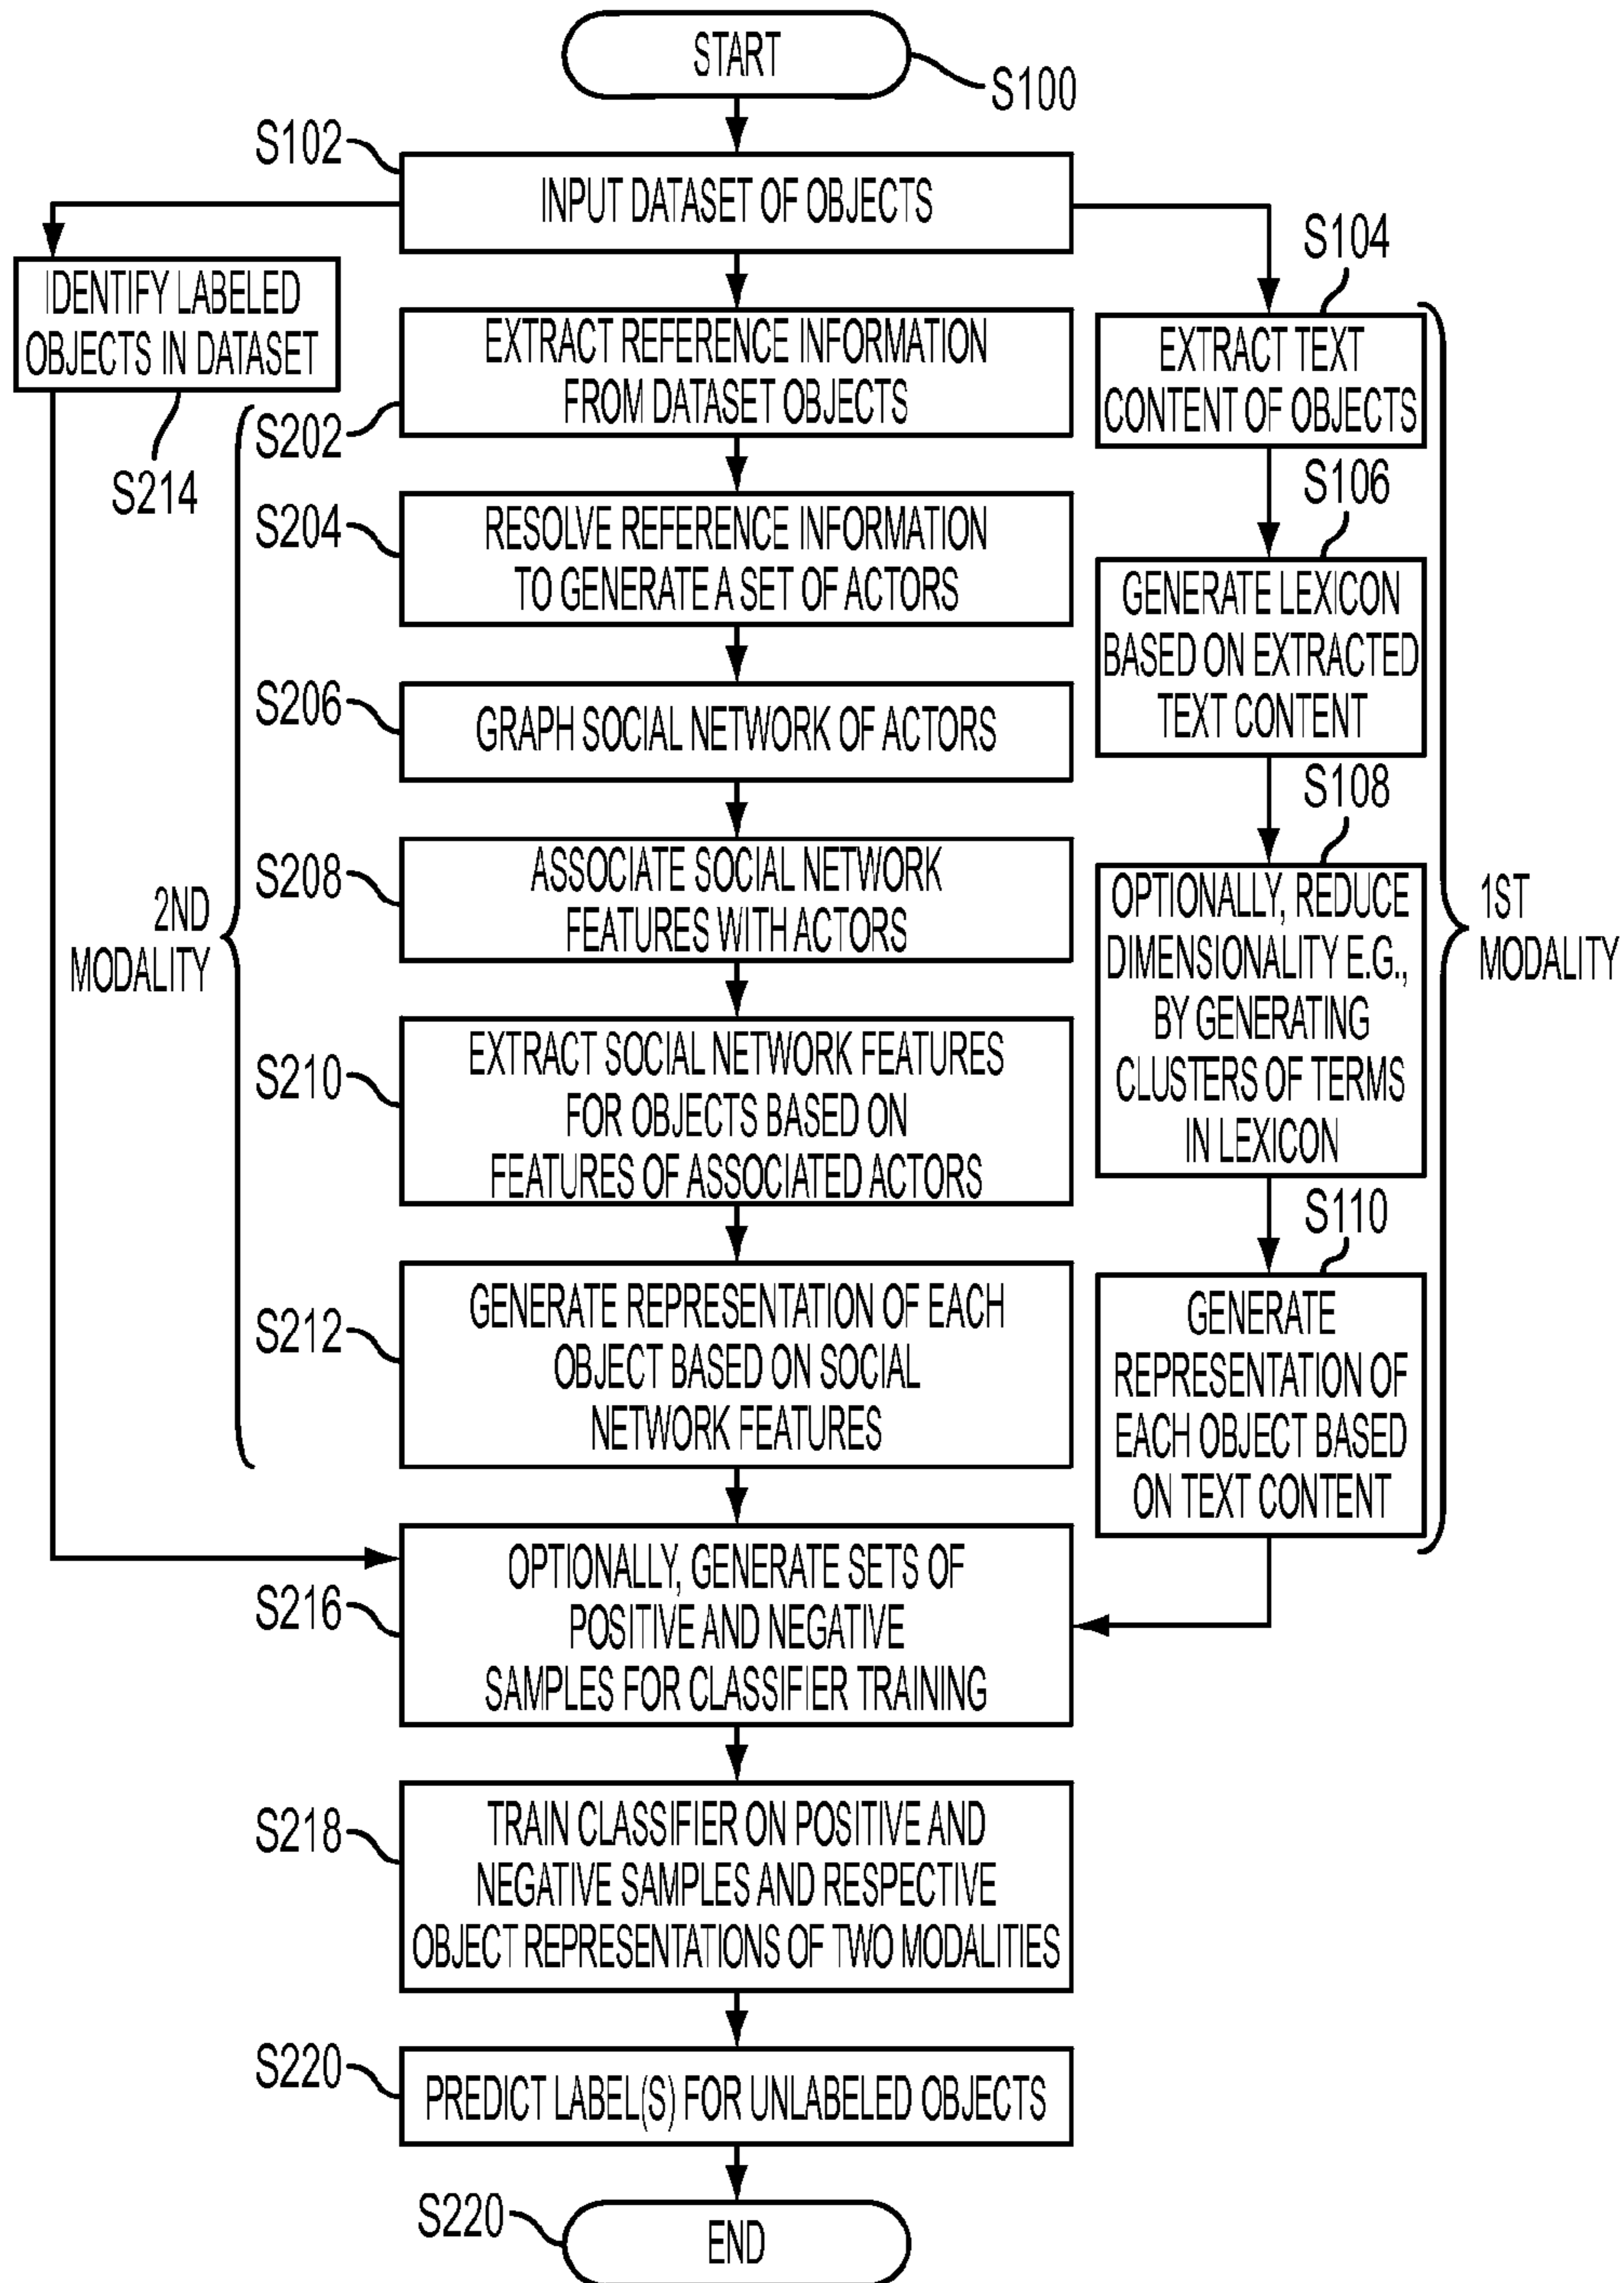 START
S100
S102
INPUT DATASET OF OBJECTS
IDENTIFY LABELED
OBJECTS IN DATASET
S214
S202
EXTRACT REFERENCE INFORMATION
FROM DATASET OBJECTS
S204
RESOLVE REFERENCE INFORMATION
TO GENERATE A SET OF ACTORS
S206
GRAPH SOCIAL NETWORK OF ACTORS
S208
ASSOCIATE SOCIAL NETWORK
FEATURES WITH ACTORS
2ND
MODALITY
S210
EXTRACT SOCIAL NETWORK FEATURES
FOR OBJECTS BASED ON
FEATURES OF ASSOCIATED ACTORS
S212
GENERATE REPRESENTATION OF EACH
OBJECT BASED ON SOCIAL
NETWORK FEATURES
S104
EXTRACT TEXT
CONTENT OF OBJECTS
S106
GENERATE LEXICON
BASED ON EXTRACTED
TEXT CONTENT
S108
OPTIONALLY, REDUCE
DIMENSIONALITY E.G.,
BY GENERATING
CLUSTERS OF TERMS
IN LEXICON
1ST
MODALITY
S110
GENERATE
REPRESENTATION OF
EACH OBJECT BASED
ON TEXT CONTENT
S216
OPTIONALLY, GENERATE SETS OF
POSITIVE AND NEGATIVE
SAMPLES FOR CLASSIFIER TRAINING
S218
TRAIN CLASSIFIER ON POSITIVE AND
NEGATIVE SAMPLES AND RESPECTIVE
OBJECT REPRESENTATIONS OF TWO MODALITIES
S220
PREDICT LABEL(S) FOR UNLABELED OBJECTS
S220
END